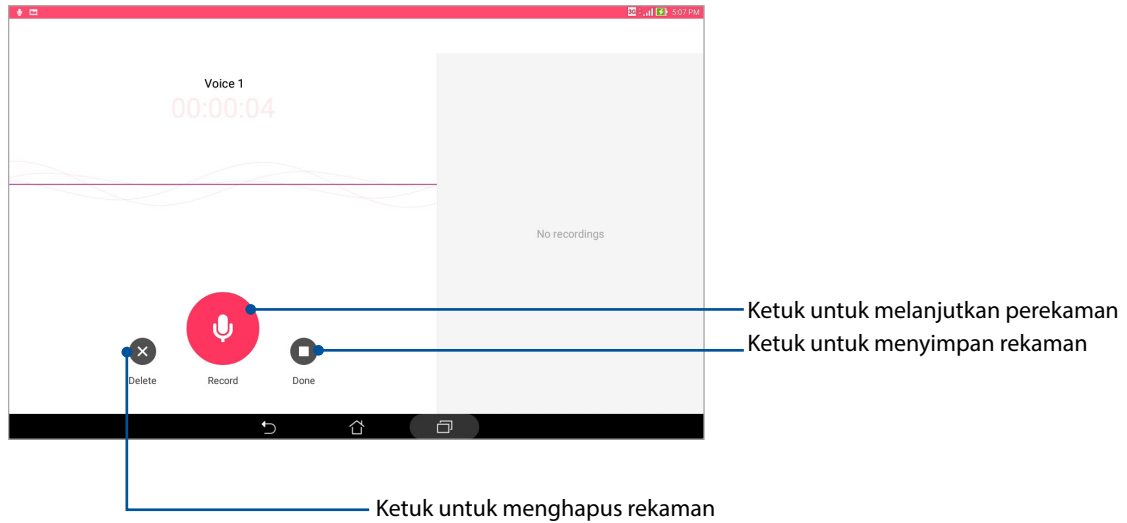 3G 5:07 PM
Voice 1
00:00:04
No recordings
Ketuk untuk melanjutkan perekaman
Ketuk untuk menyimpan rekaman
Delete
Record
Done
Ketuk untuk menghapus rekaman